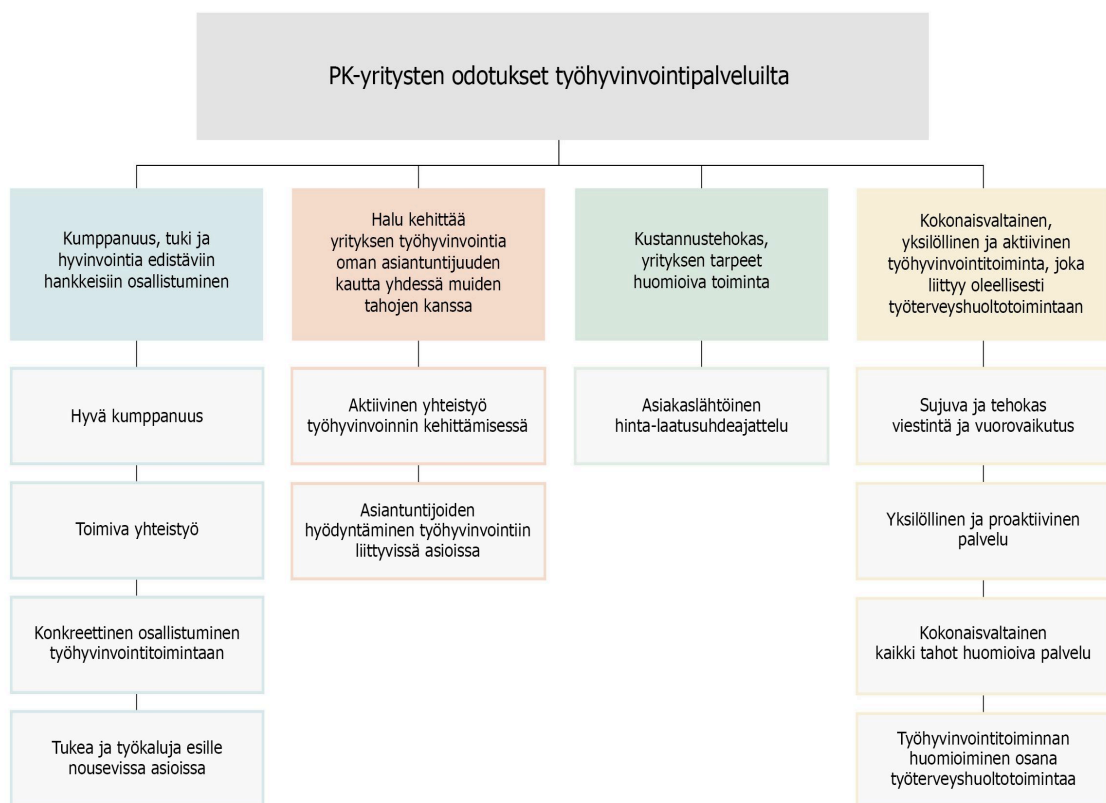 PK-yritysten odotukset työhyvinvointipalveluilta
Kumppanuus, tuki ja
hyvinvointia edistäviin
hankkeisiin osallistuminen
Hyvä kumppanuus
Toimiva yhteistyö
Konkreettinen osallistuminen
työhyvinvointitoimintaan
Tukea ja työkaluja esille
nousevissa asioissa
Halu kehittää
yrityksen työhyvinvointia
oman asiantuntijuuden
kautta yhdessä muiden
tahojen kanssa
Aktiivinen yhteistyö
työhyvinvoinnin kehittämisessä
Asiantuntijoiden
hyödyntäminen työhyvinvointiin
liittyvissä asioissa
Kustannustehokas,
yrityksen tarpeet
huomioiva toiminta
Asiakaslähtöinen
hinta-laatusuhdeajattelu
Kokonaisvaltainen,
yksilöllinen ja aktiivinen
työhyvinvointitoiminta, joka
liittyy oleellisesti
työterveyshuoltotoimintaan
Sujuva ja tehokas
viestintä ja vuorovaikutus
Yksilöllinen ja proaktiivinen
palvelu
Kokonaisvaltainen
kaikki tahot huomioiva palvelu
Työhyvinvointitoiminnan
huomioiminen osana
työterveyshuoltotoimintaa